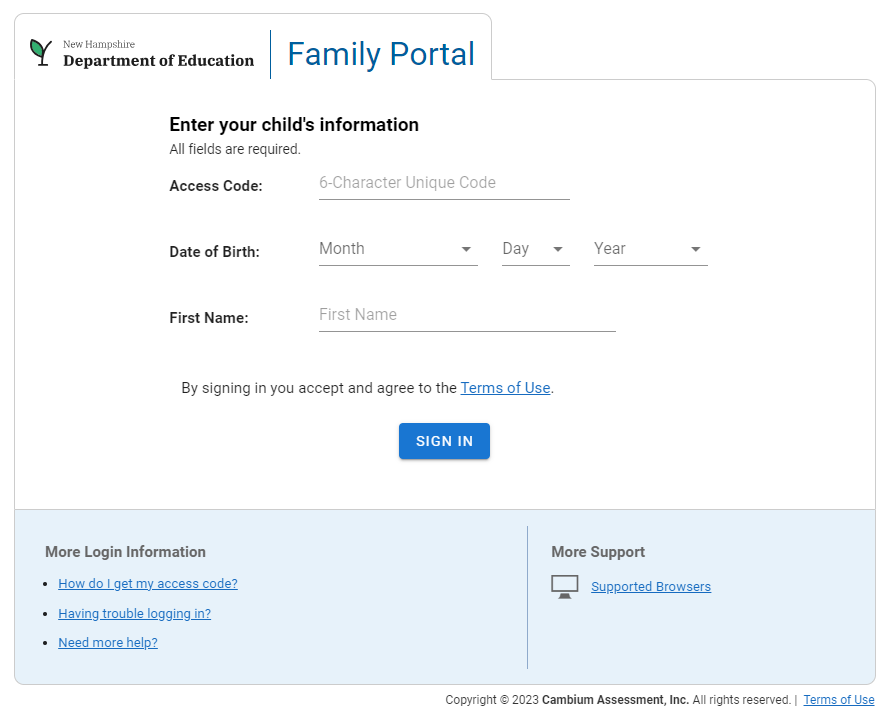 New Hampshire
Department of Education
Family Portal
Enter your child's information
All fields are required.
Access Code: 6-Character Unique Code
Date of Birth: Month Day Year
First Name: First Name
By signing in you accept and agree to the Terms of Use.
SIGN IN
More Login Information
How do I get my access code?
Having trouble logging in?
Need more help?
More Support
Supported Browsers
Copyright © 2023 Cambium Assessment, Inc. All rights reserved. | Terms of Use